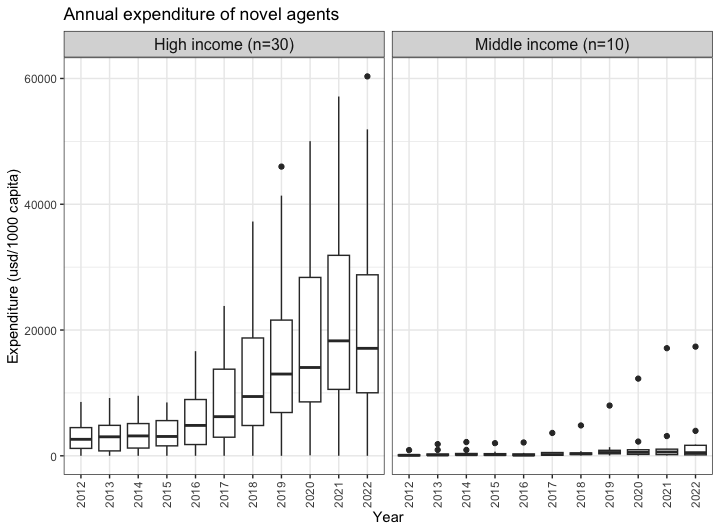 Annual expenditure of novel agents
High income (n=30)
Middle income (n=10)
Expenditure (usd/1000 capita)
60000
40000
20000
0
2012 2013 2014 2015 2016 2017 2018 2019 2020 2021 2022
2012 2013 2014 2015 2016 2017 2018 2019 2020 2021 2022
Year